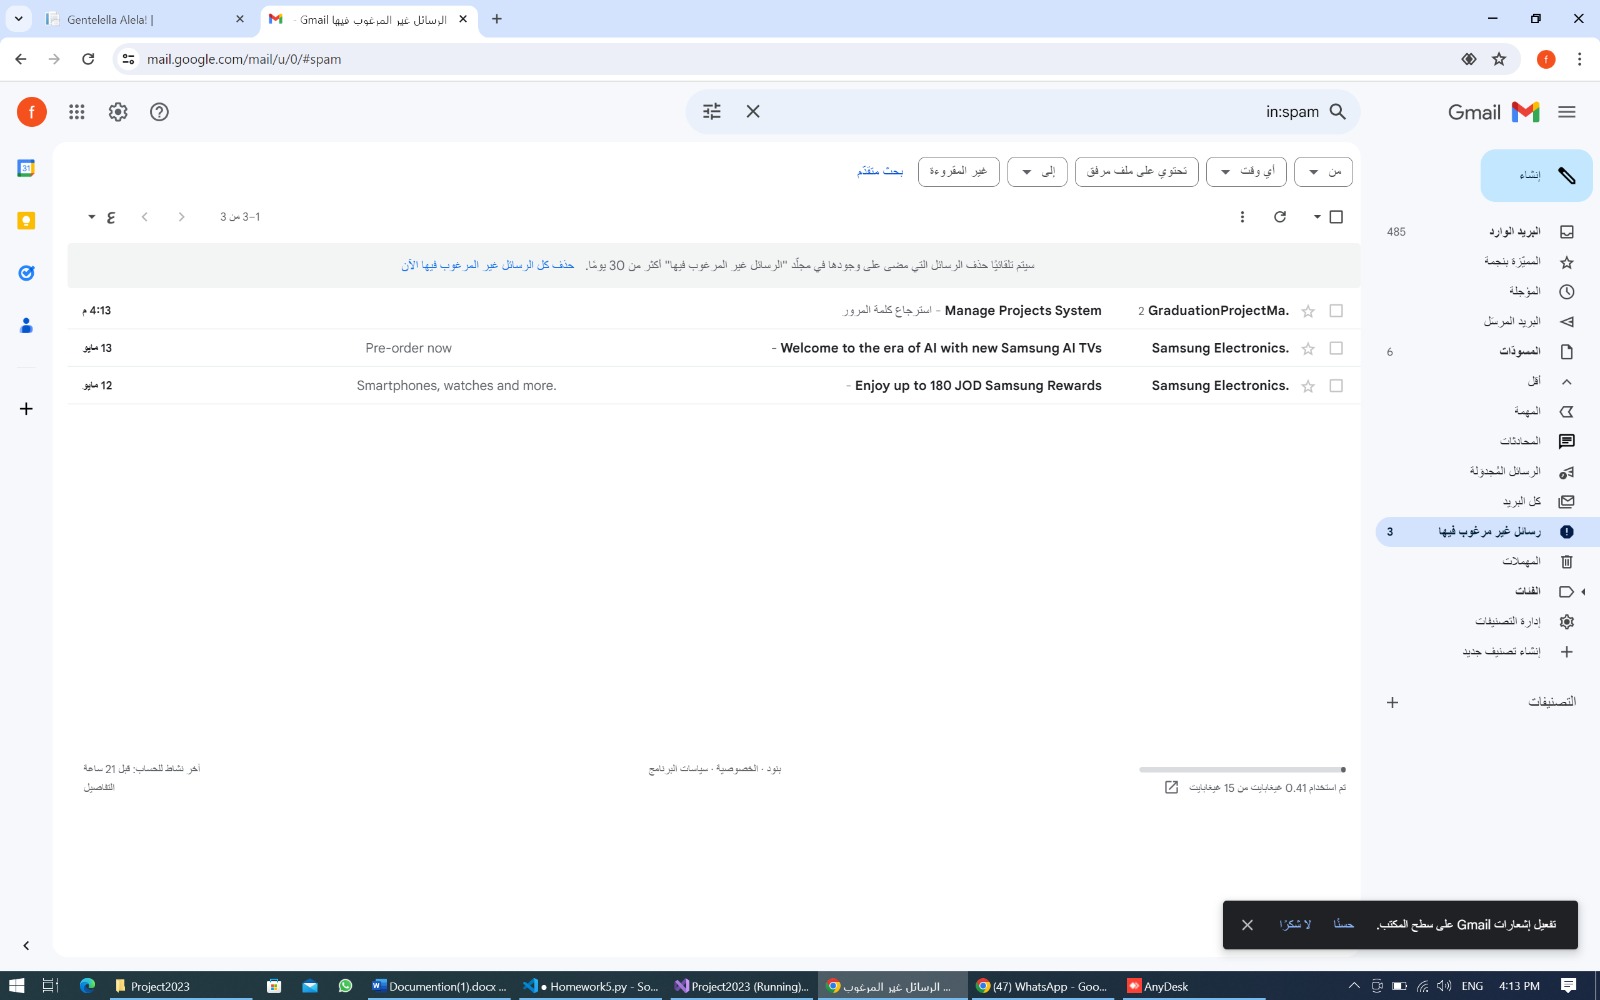 Gentelella Alela! |
الرسائل غير المرغوب فيها Gmail -
mail.google.com/mail/u/0/#spam
f
f
in:spam
Gmail
من
أي وقت
تحتوي على ملف مرفق
إلى
غير المقروءة
بحث متقدّم
ع
1–3 من 3
سيتم تلقائيًا حذف الرسائل التي مضى على وجودها في مجلّد "الرسائل غير المرغوب فيها" أكثر من 30 يومًا. حذف كل الرسائل غير المرغوب فيها الآن
GraduationProjectMa. 2 Manage Projects System - استرجاع كلمة المرور 4:13 م
Samsung Electronics. Welcome to the era of AI with new Samsung AI TVs - Pre-order now 13 مايو
Samsung Electronics. Enjoy up to 180 JOD Samsung Rewards - Smartphones, watches and more. 12 مايو
إنشاء
البريد الوارد 485
المميّزة بنجمة
المؤجلة
البريد المرسَل
المسودّات 6
أقل
المهمة
المحادثات
الرسائل المُجدوَلة
كل البريد
رسائل غير مرغوب فيها 3
المهملات
الفئات
إدارة التصنيفات
إنشاء تصنيف جديد
التصنيفات
31
تم استخدام 0.41 غيغابايت من 15 غيغابايت
بنود · الخصوصية · سياسات البرنامج
آخر نشاط للحساب: قبل 21 ساعة
التفاصيل
تفعيل إشعارات Gmail على سطح المكتب. حسنًا لا شكرًا
Project2023
Documention(1).docx ...
● Homework5.py - So...
Project2023 (Running)...
الرسائل غير المرغوب ...
(47) WhatsApp - Goo...
AnyDesk
ENG
4:13 PM